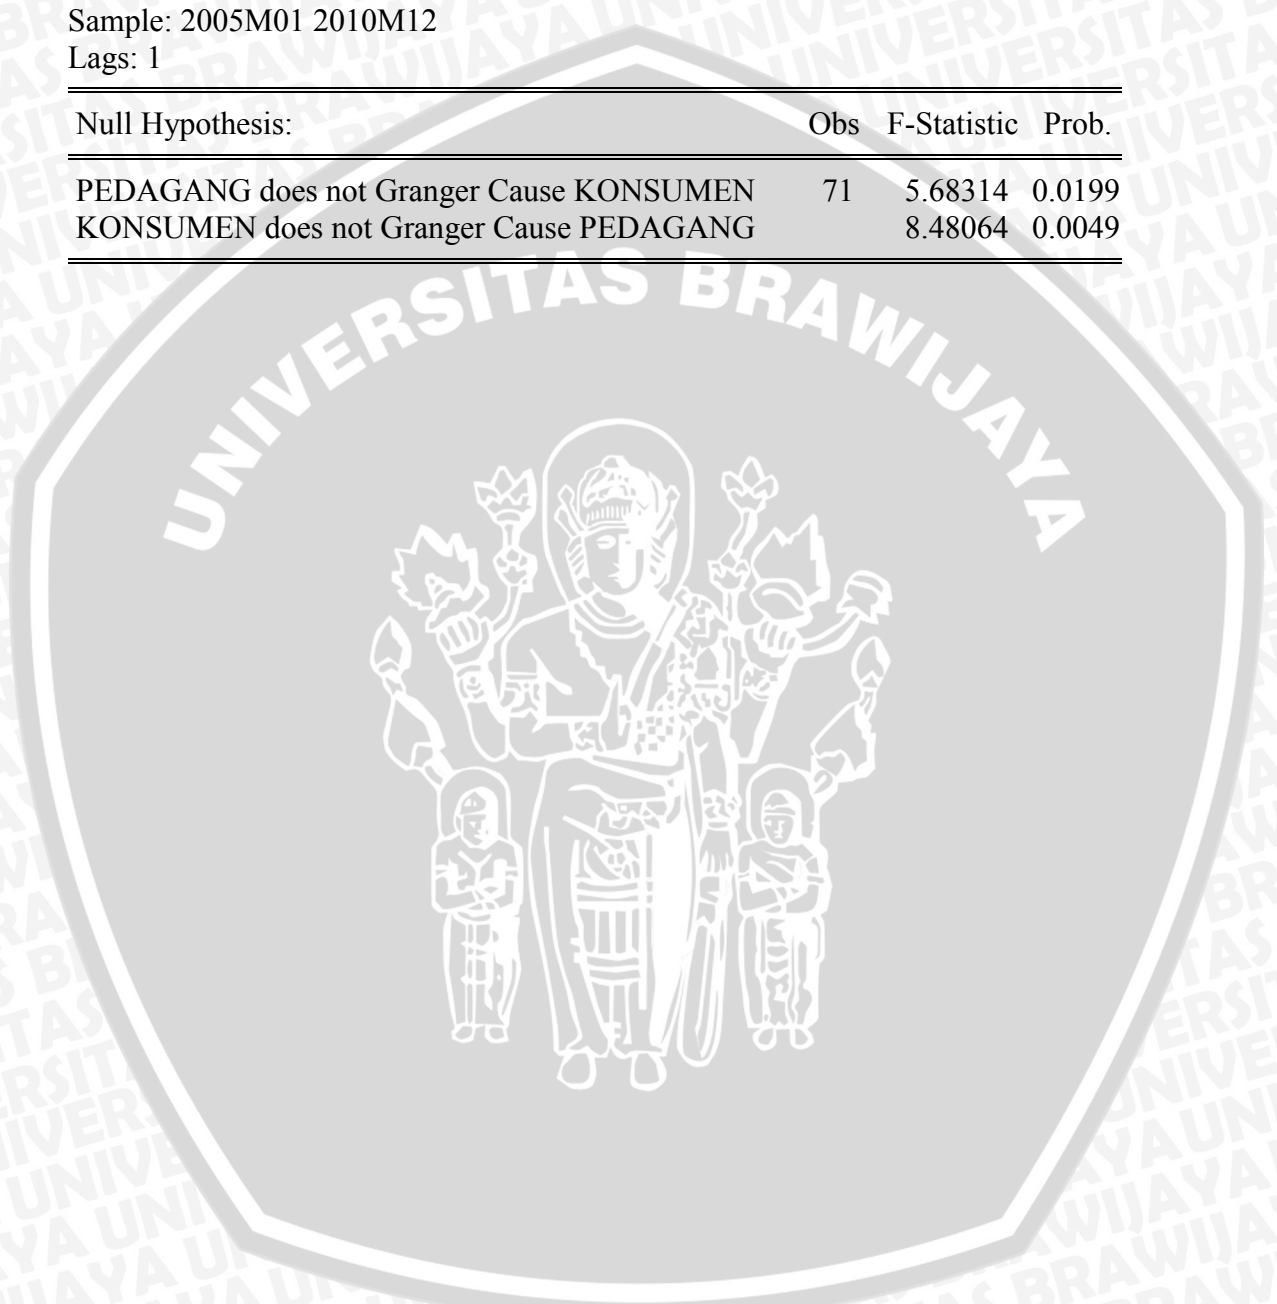 Sample: 2005M01 2010M12
Lags: 1
Null Hypothesis: Obs F-Statistic Prob.
PEDAGANG does not Granger Cause KONSUMEN 71 5.68314 0.0199
KONSUMEN does not Granger Cause PEDAGANG 8.48064 0.0049
UNIVERSITAS BRAWIJAYA